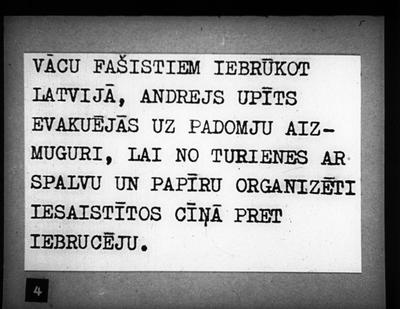 VĀCU FAŠISTIEM IEBRŪKOT
LATVIJĀ, ANDREJS UPĪTS
EVAKUĒJĀS UZ PADOMJU AIZ-
MUGURI, LAI NO TURIENES AR
SPALVU UN PAPĪRU ORGANIZĒTI
IESAISTĪTOS CĪŅĀ PRET
IEBRUCĒJU.
4